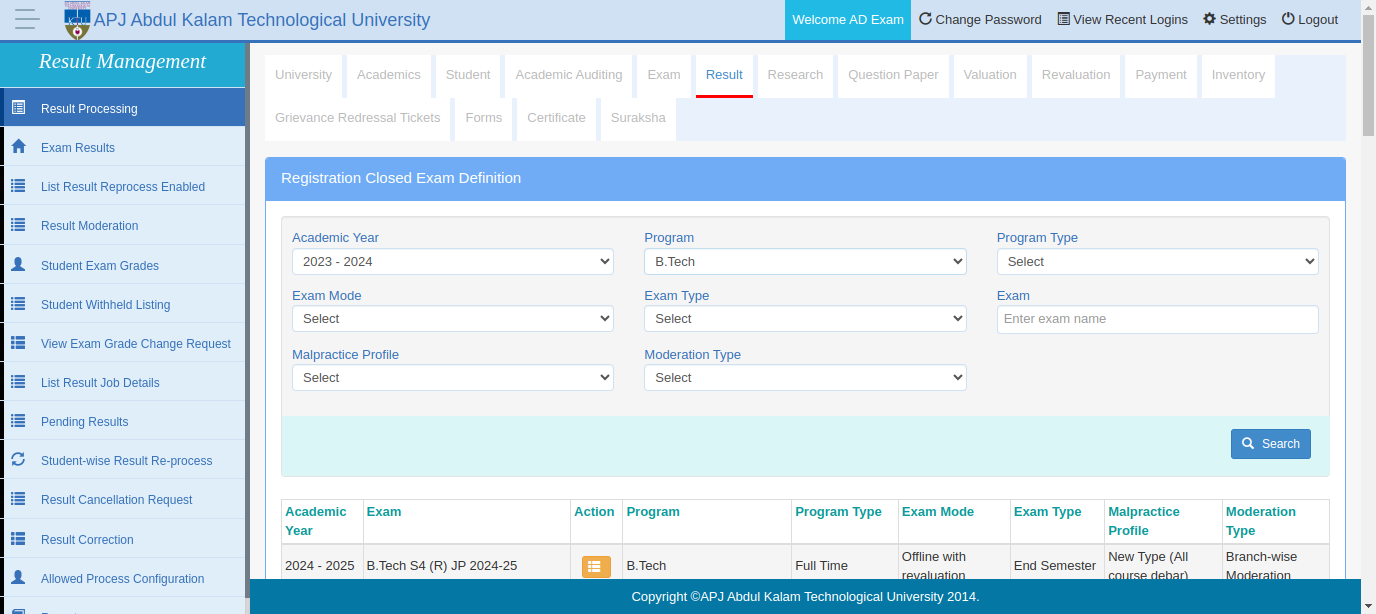 APJ Abdul Kalam Technological University
Welcome AD Exam Change Password View Recent Logins Settings Logout
Result Management
Result Processing
Exam Results
List Result Reprocess Enabled
Result Moderation
Student Exam Grades
Student Withheld Listing
View Exam Grade Change Request
List Result Job Details
Pending Results
Student-wise Result Re-process
Result Cancellation Request
Result Correction
Allowed Process Configuration
University Academics Student Academic Auditing Exam Result Research Question Paper Valuation Revaluation Payment Inventory
Grievance Redressal Tickets Forms Certificate Suraksha
Registration Closed Exam Definition
Academic Year Program Program Type
2023 - 2024 B.Tech Select
Exam Mode Exam Type Exam
Select Select Enter exam name
Malpractice Profile Moderation Type
Select Select
Search
Academic Year Exam Action Program Program Type Exam Mode Exam Type Malpractice Profile Moderation Type
2024 - 2025 B.Tech S4 (R) JP 2024-25 B.Tech Full Time Offline with revaluation End Semester New Type (All course debar) Branch-wise Moderation
Copyright ©APJ Abdul Kalam Technological University 2014.